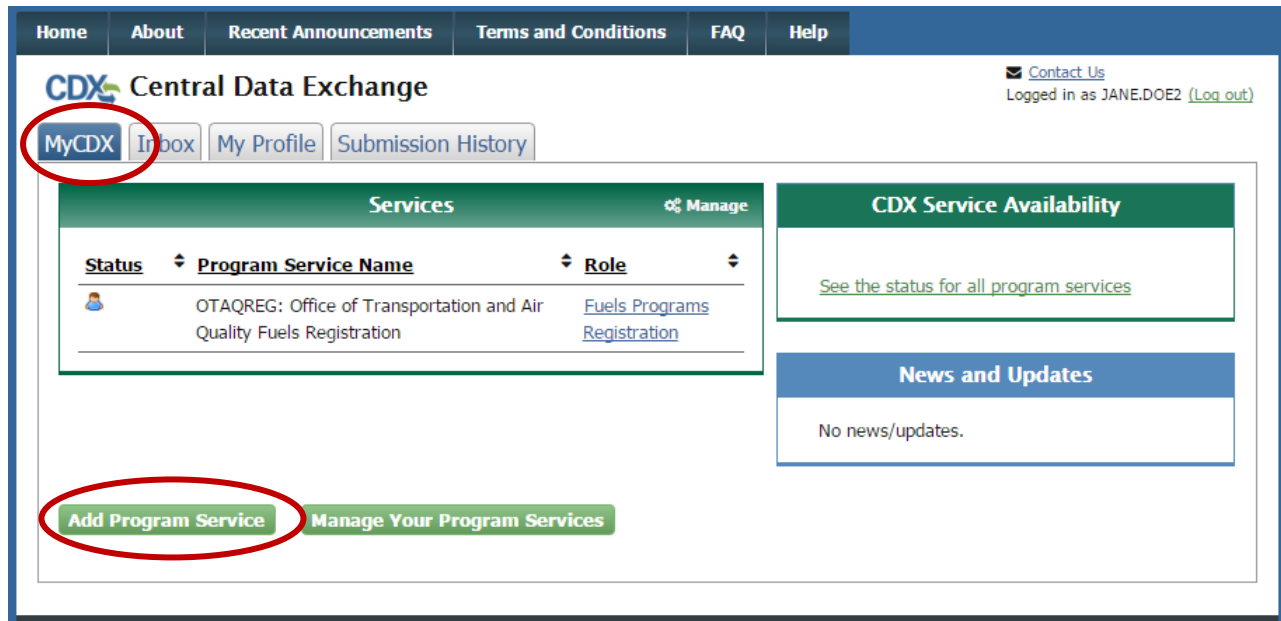 Home About Recent Announcements Terms and Conditions FAQ Help
CDX Central Data Exchange
Contact Us
Logged in as JANE.DOE2 (Log out)
MyCDX Inbox My Profile Submission History
Services Manage
Status Program Service Name Role
OTAQREG: Office of Transportation and Air Fuels Programs
Quality Fuels Registration Registration
CDX Service Availability
See the status for all program services
News and Updates
No news/updates.
Add Program Service Manage Your Program Services